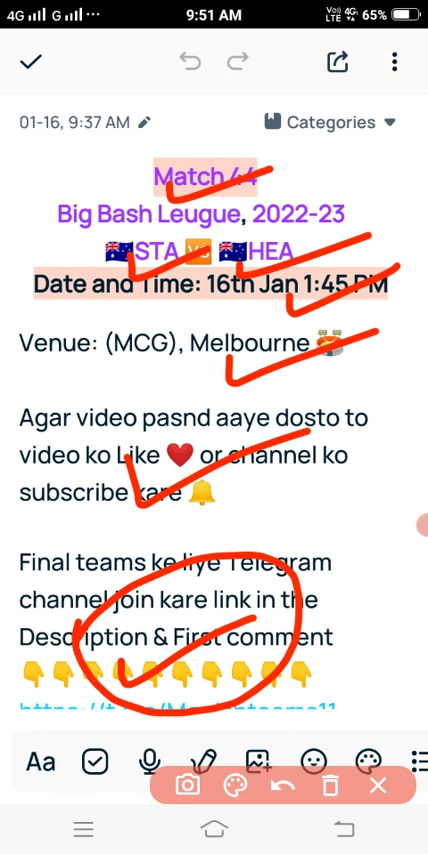 4G G 9:51 AM Vo)) LTE 4G 65%
01-16, 9:37 AM Categories
Match 44
Big Bash Leugue, 2022-23
🇦🇺STA 🆚 🇦🇺HEA
Date and Time: 16th Jan 1:45 PM
Venue: (MCG), Melbourne
Agar video pasnd aaye dosto to
video ko Like ❤️ or channel ko
subscribe kare 🔔
Final teams ke liye Telegram
channel join kare link in the
Description & First comment
👇👇👇👇👇👇👇👇👇👇
Aa